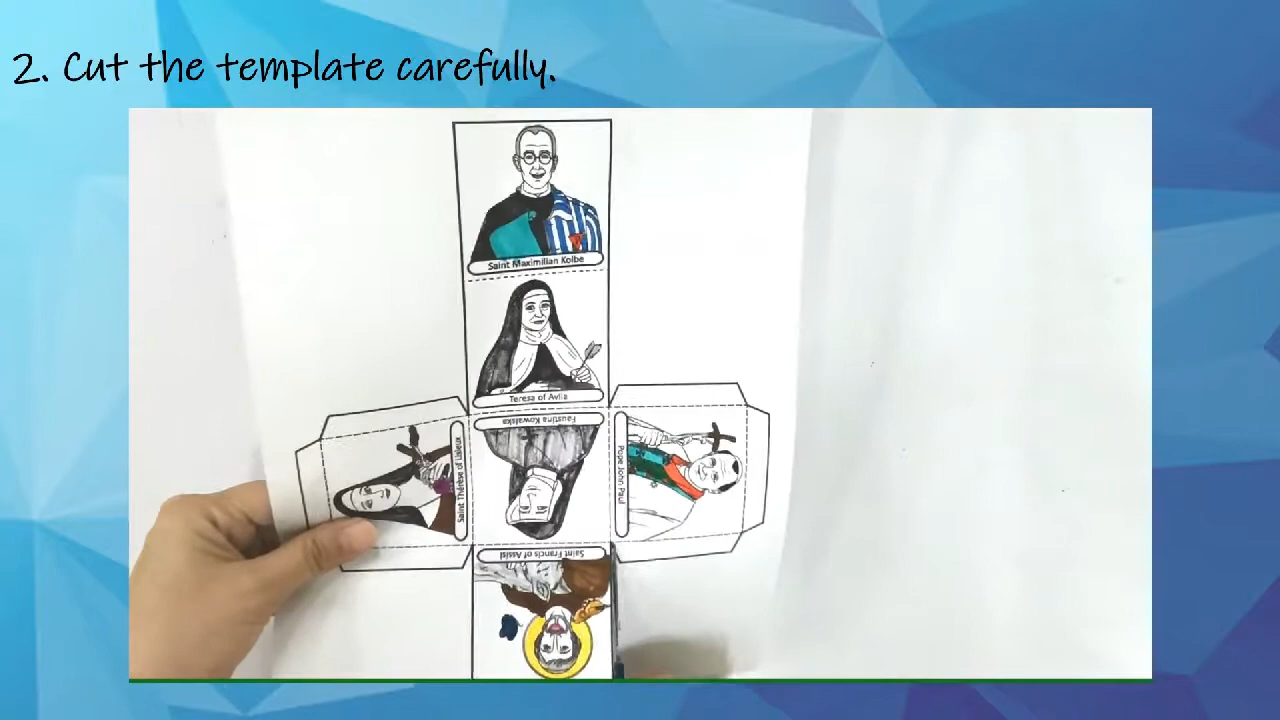 2. Cut the template carefully.
Saint Maximilian Kolbe
Teresa of Avila
Faustina Kowalska
Saint Thérèse of Lisieux
Pope John Paul
Saint Francis of Assisi